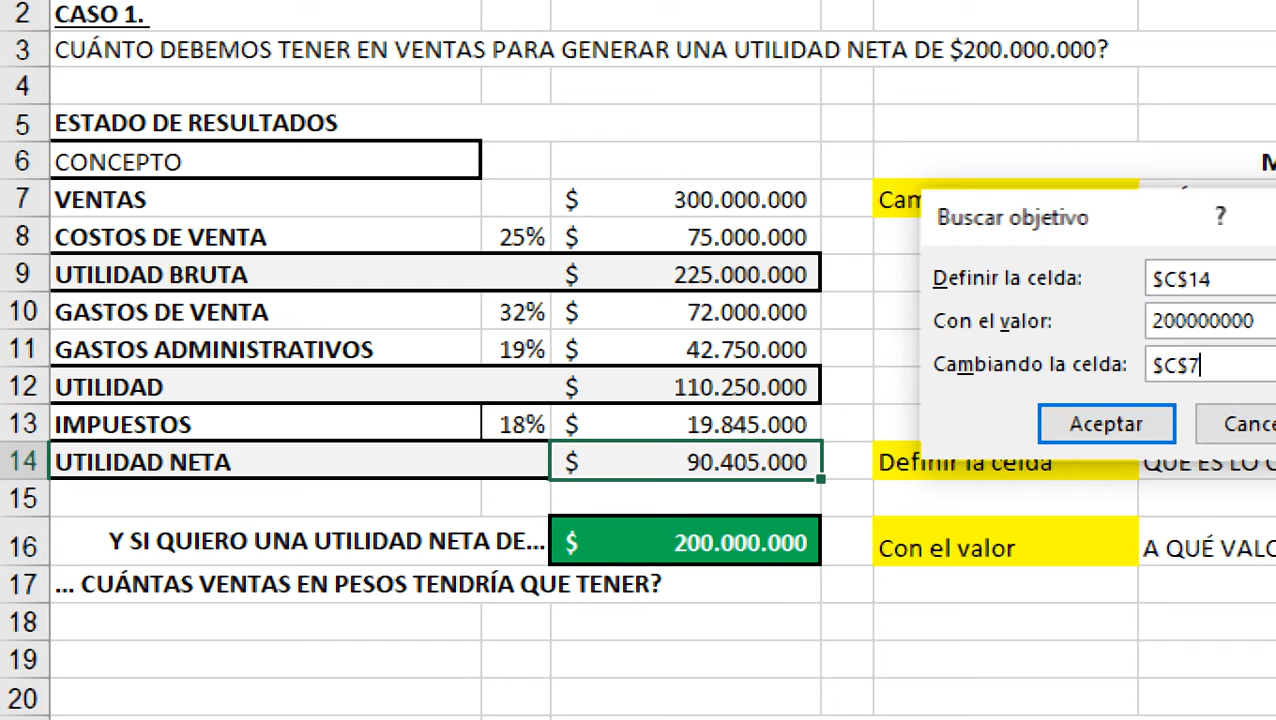 2 CASO 1.
3 CUÁNTO DEBEMOS TENER EN VENTAS PARA GENERAR UNA UTILIDAD NETA DE $200.000.000?
4
5 ESTADO DE RESULTADOS
6 CONCEPTO
7 VENTAS $ 300.000.000
8 COSTOS DE VENTA 25% $ 75.000.000
9 UTILIDAD BRUTA $ 225.000.000
10 GASTOS DE VENTA 32% $ 72.000.000
11 GASTOS ADMINISTRATIVOS 19% $ 42.750.000
12 UTILIDAD $ 110.250.000
13 IMPUESTOS 18% $ 19.845.000
14 UTILIDAD NETA $ 90.405.000 Definir la celda
15
16 Y SI QUIERO UNA UTILIDAD NETA DE... $ 200.000.000 Con el valor
17 ... CUÁNTAS VENTAS EN PESOS TENDRÍA QUE TENER?
18
19
20
Buscar objetivo ?
Definir la celda: $C$14
Con el valor: 200000000
Cambiando la celda: $C$7
Aceptar